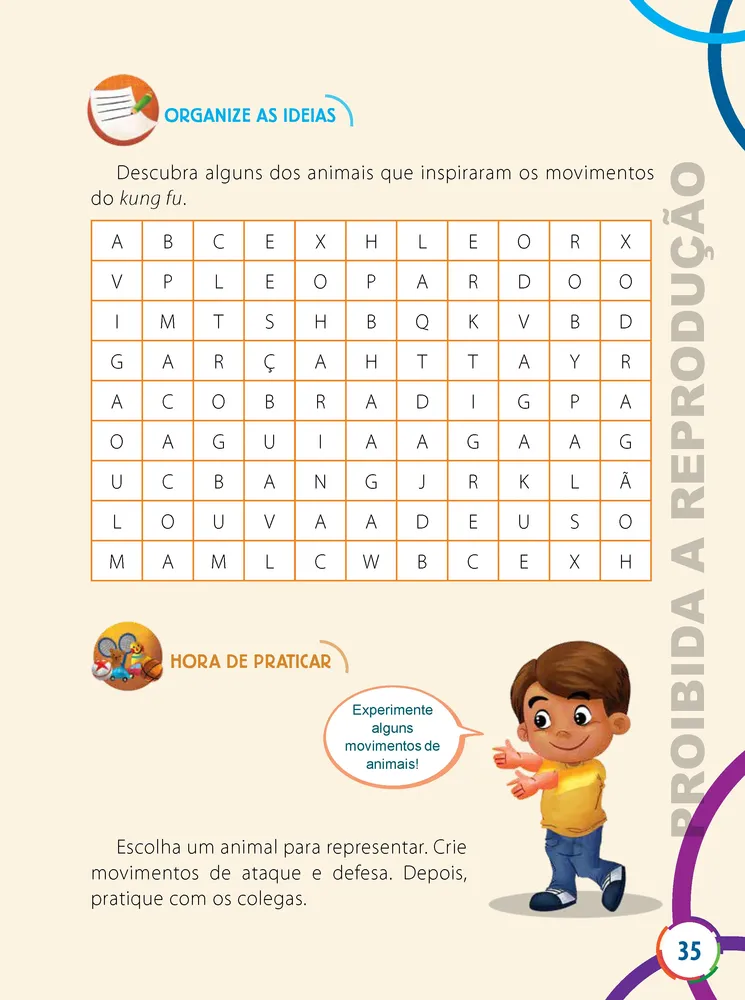 ORGANIZE AS IDEIAS
Descubra alguns dos animais que inspiraram os movimentos
do kung fu.
A B C E X H L E O R X
V P L E O P A R D O O
I M T S H B Q K V B D
G A R Ç A H T T A Y R
A C O B R A D I G P A
O A G U I A A G A A G
U C B A N G J R K L Ã
L O U V A A D E U S O
M A M L C W B C E X H
HORA DE PRATICAR
Experimente
alguns
movimentos de
animais!
Escolha um animal para representar. Crie
movimentos de ataque e defesa. Depois,
pratique com os colegas.
PROIBIDA A REPRODUÇÃO
35